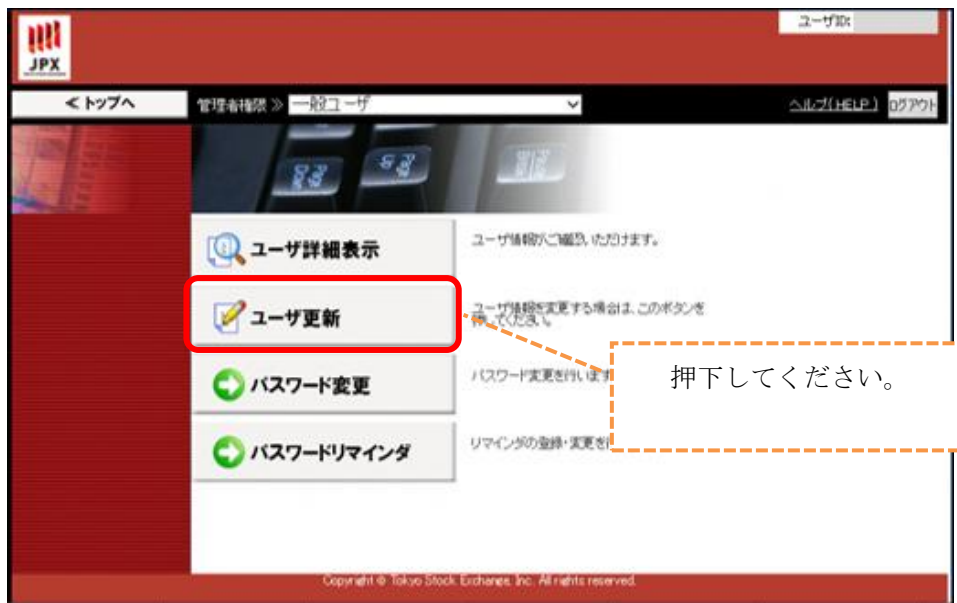 ユーザID:
JPX
≪ トップへ
管理者権限 ≫ 一般ユーザ
ヘルプ(HELP)
ログアウト
Page Down
Page Up
ユーザ詳細表示
ユーザ情報がご確認いただけます。
ユーザ更新
ユーザ情報を変更する場合は、このボタンを
押してください。
押下してください。
パスワード変更
パスワード変更を行います
パスワードリマインダ
リマインダの登録・変更を
Copyright © Tokyo Stock Exchange, Inc. All rights reserved.